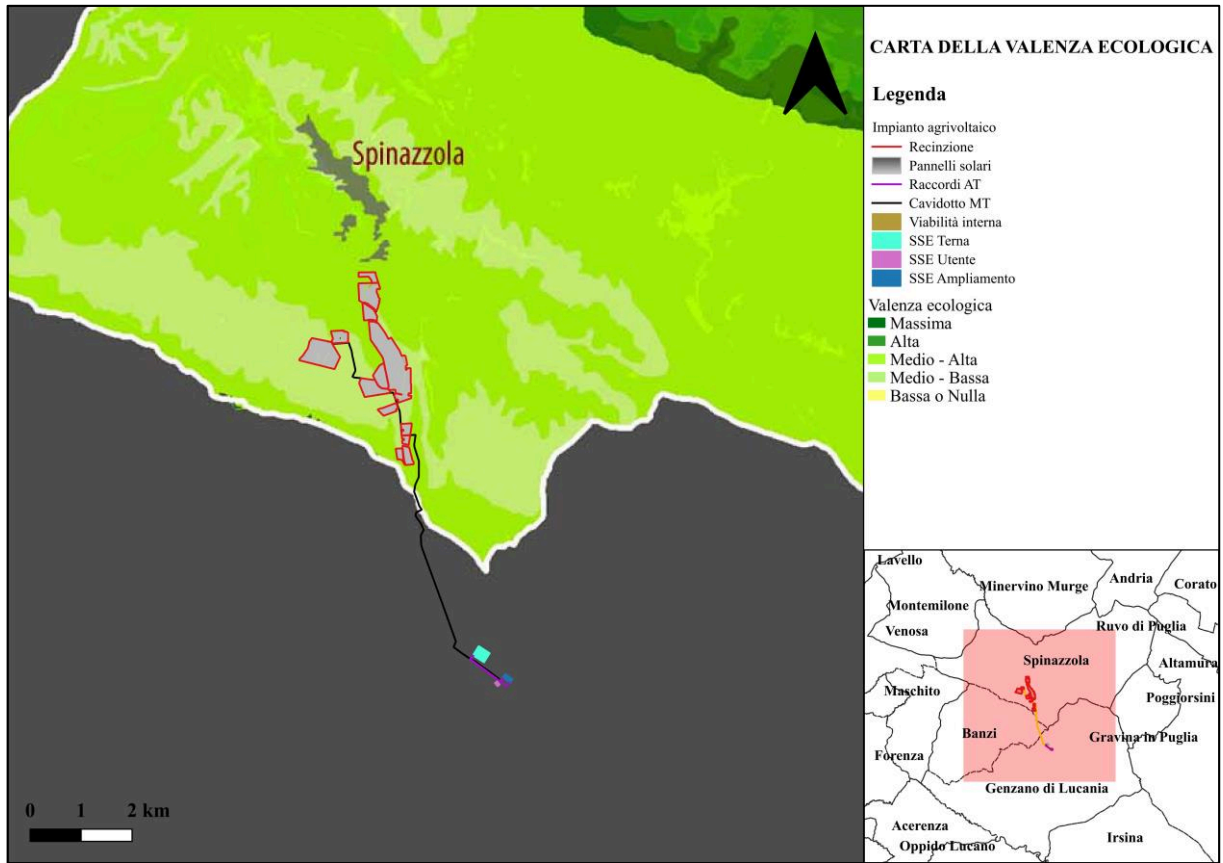 CARTA DELLA VALENZA ECOLOGICA
Legenda
Impianto agrivoltaico
Recinzione
Pannelli solari
Raccordi AT
Cavidotto MT
Viabilità interna
SSE Terna
SSE Utente
SSE Ampliamento
Valenza ecologica
Massima
Alta
Medio - Alta
Medio - Bassa
Bassa o Nulla
Spinazzola
0 1 2 km
Lavello
Minervino Murge
Andria
Corato
Montemilone
Venosa
Ruvo di Puglia
Spinazzola
Altamura
Maschito
Poggiorsini
Banzi
Gravina in Puglia
Forenza
Genzano di Lucania
Acerenza
Irsina
Oppido Lucano